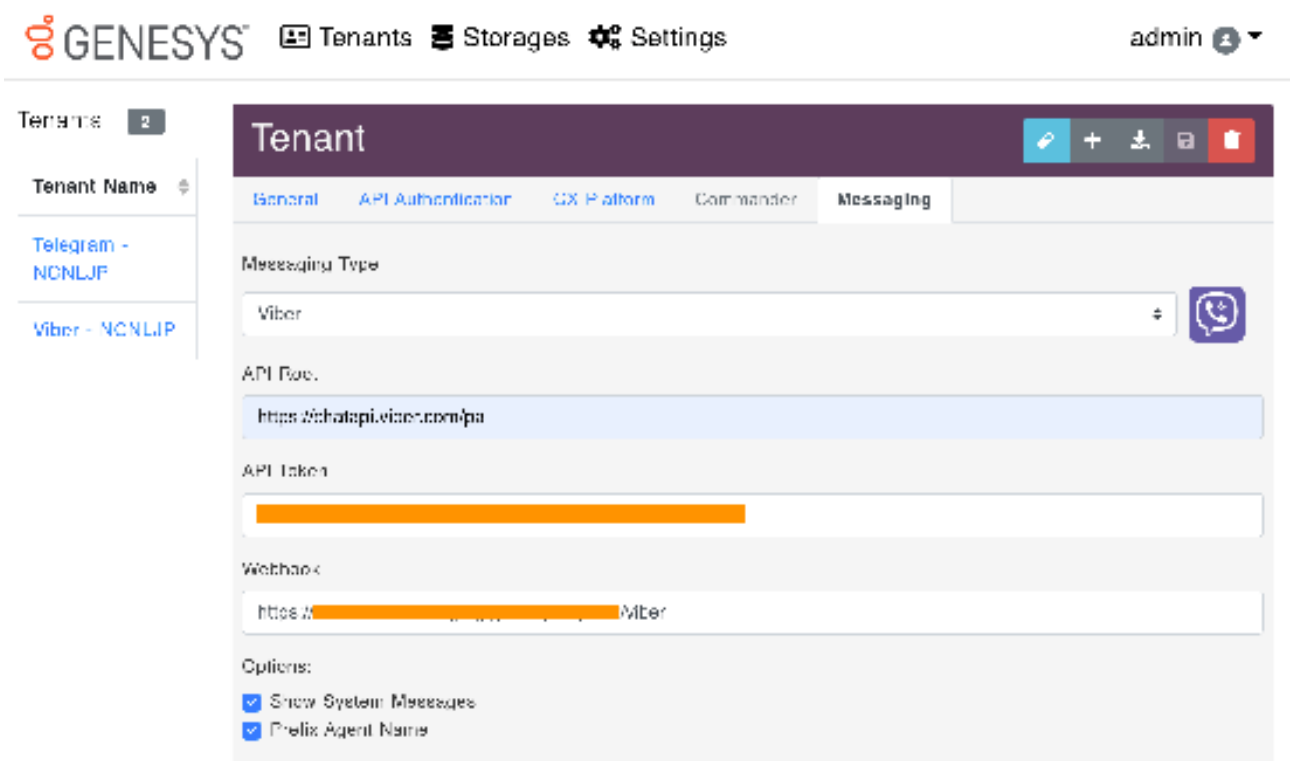 GENESYS Tenants Storages Settings admin
Tenants 2
Tenant
Tenant Name
General API Authentication CX Platform Commander Messaging
Telegram -
NCNLJP
Viber - NCNLJP
Messaging Type
Viber
API Root
https://chatapi.viber.com/pa
API Token
Webhook
https:// /viber
Options:
Show System Messages
Prefix Agent Name